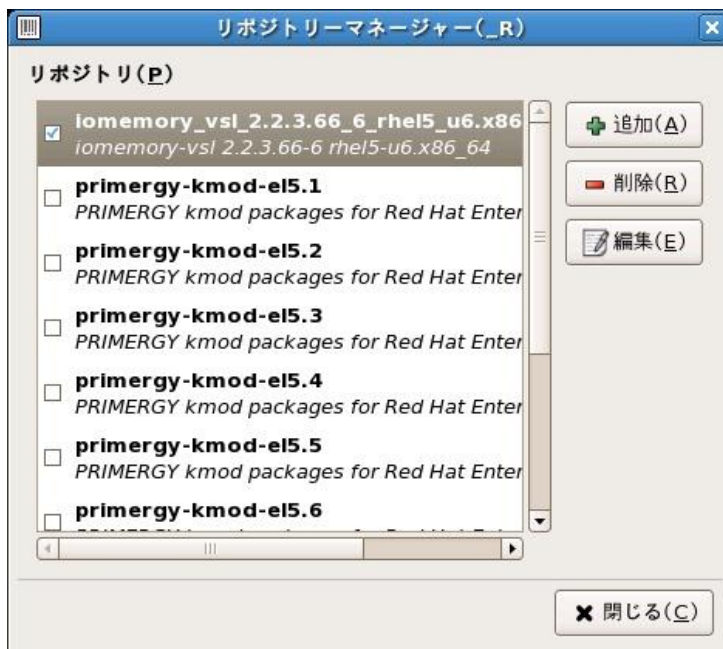 リポジトリーマネージャー(_R)
リポジトリ(P)
iomemory_vsl_2.2.3.66_6_rhel5_u6.x86
iomemory-vsl 2.2.3.66-6 rhel5-u6.x86_64
primergy-kmod-el5.1
PRIMERGY kmod packages for Red Hat Enter
primergy-kmod-el5.2
PRIMERGY kmod packages for Red Hat Enter
primergy-kmod-el5.3
PRIMERGY kmod packages for Red Hat Enter
primergy-kmod-el5.4
PRIMERGY kmod packages for Red Hat Enter
primergy-kmod-el5.5
PRIMERGY kmod packages for Red Hat Enter
primergy-kmod-el5.6
追加(A)
削除(R)
編集(E)
閉じる(C)